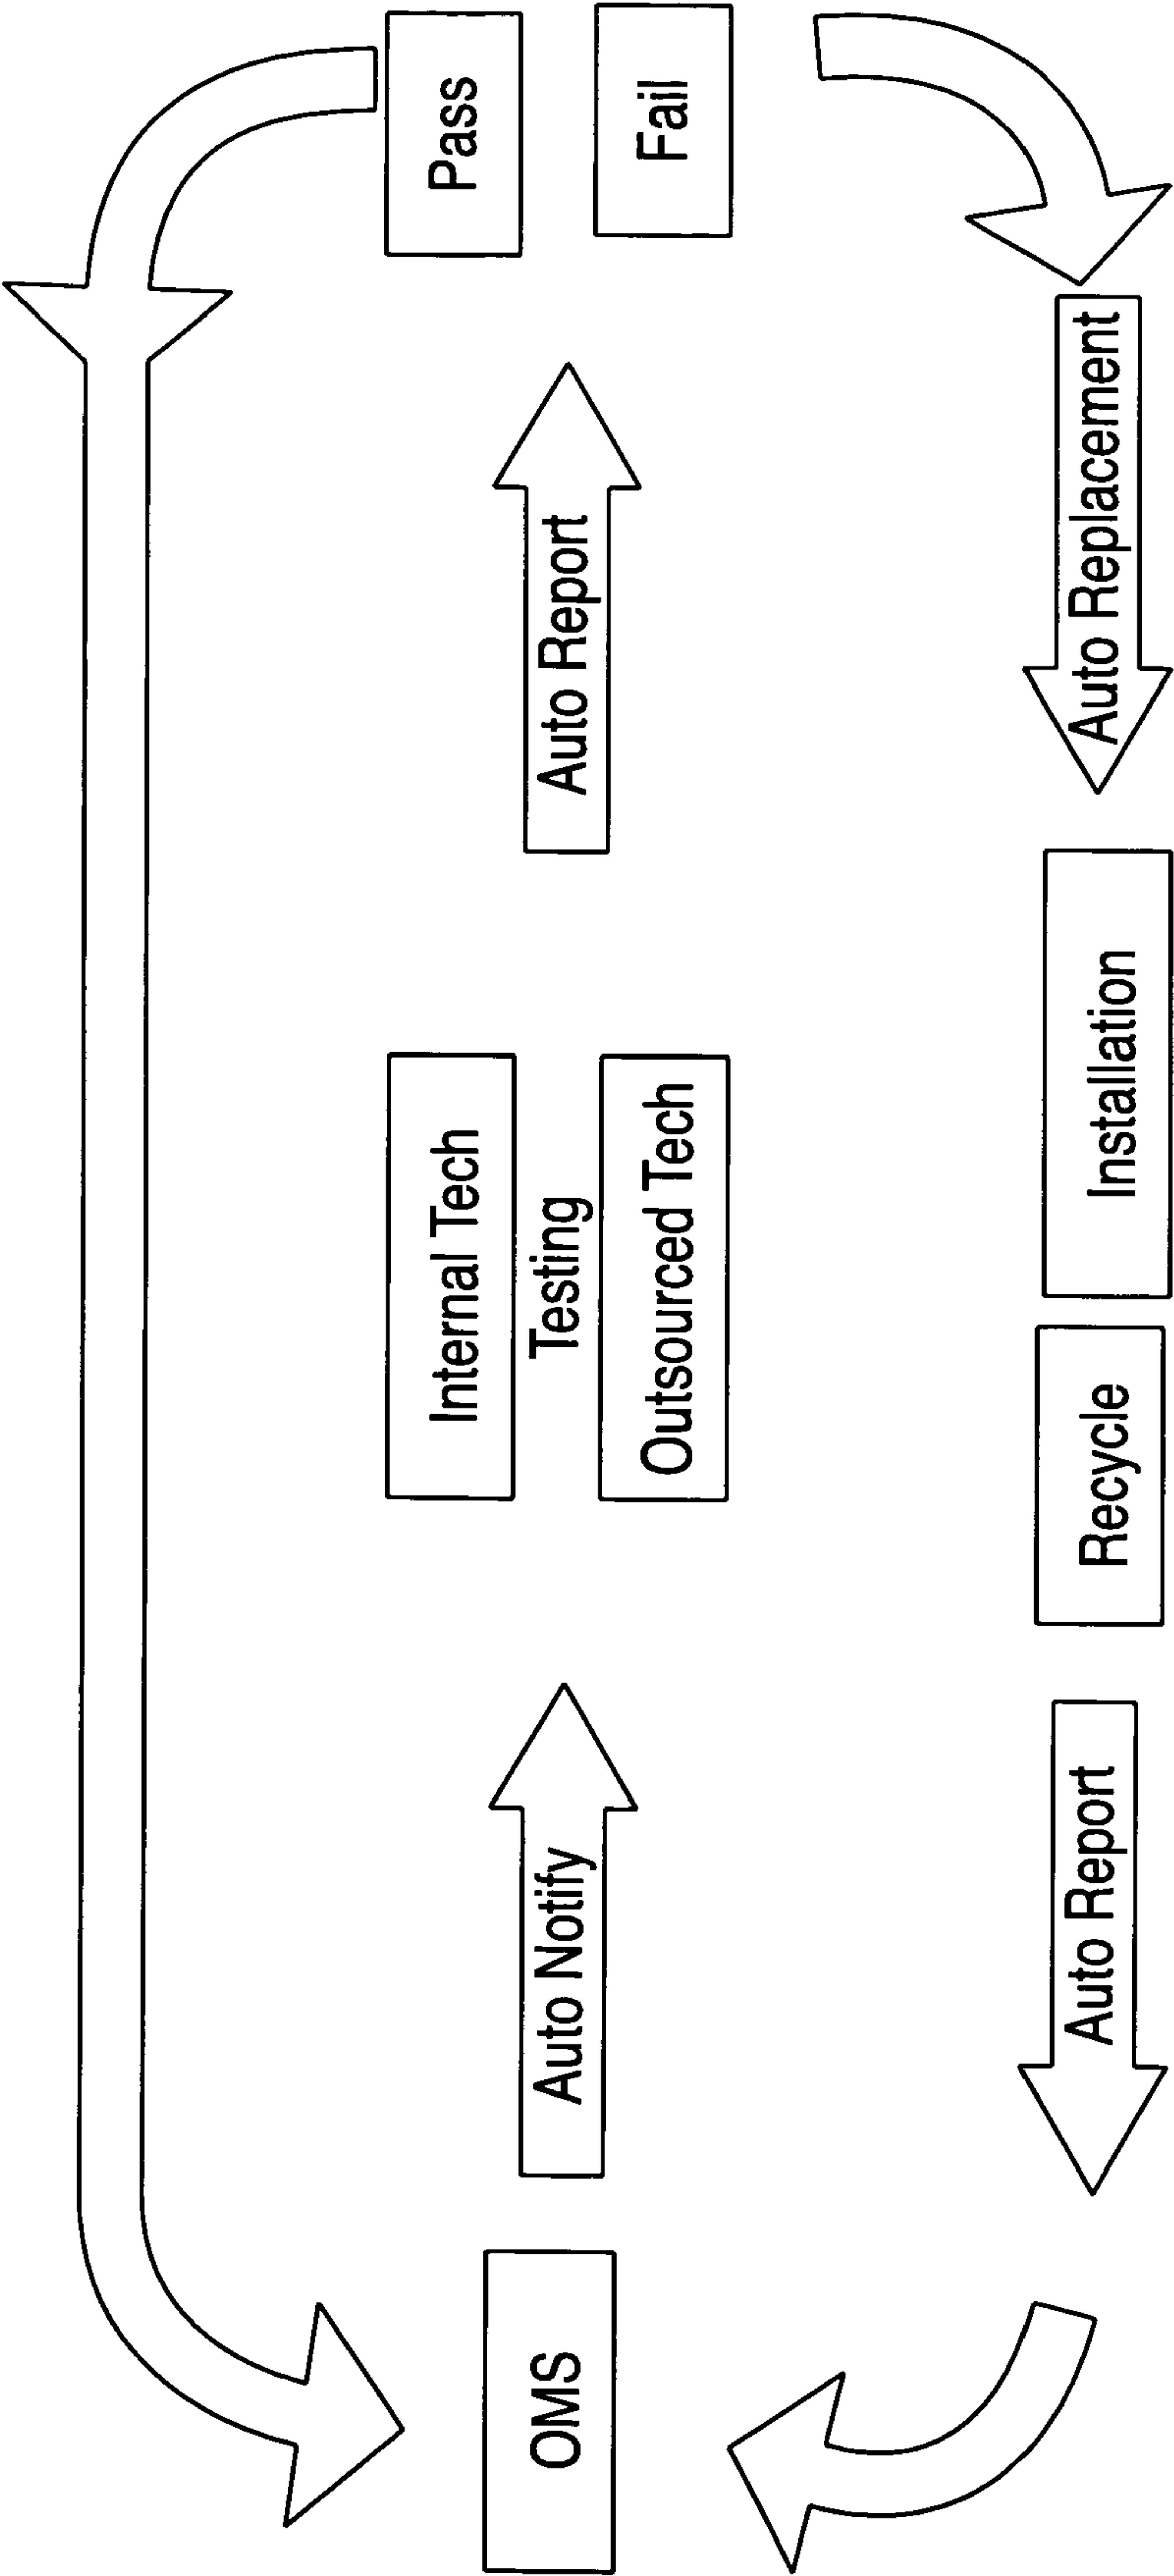 OMS
Auto Notify
Internal Tech
Testing
Outsourced Tech
Auto Report
Pass
Fail
Auto Replacement
Installation
Recycle
Auto Report